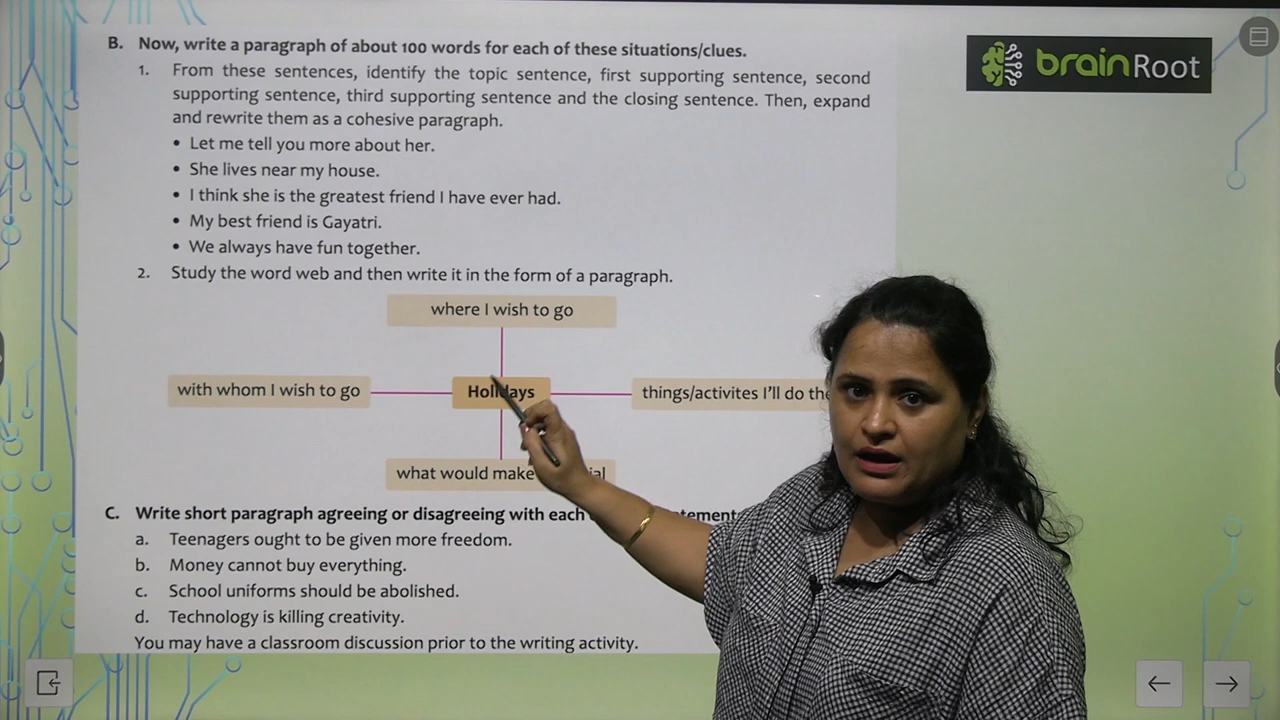 B. Now, write a paragraph of about 100 words for each of these situations/clues.
brainRoot
1. From these sentences, identify the topic sentence, first supporting sentence, second
supporting sentence, third supporting sentence and the closing sentence. Then, expand
and rewrite them as a cohesive paragraph.
• Let me tell you more about her.
• She lives near my house.
• I think she is the greatest friend I have ever had.
• My best friend is Gayatri.
• We always have fun together.
2. Study the word web and then write it in the form of a paragraph.
where I wish to go
with whom I wish to go
Holidays
things/activites I'll do
what would make
C. Write short paragraph agreeing or disagreeing with each
a. Teenagers ought to be given more freedom.
b. Money cannot buy everything.
c. School uniforms should be abolished.
d. Technology is killing creativity.
You may have a classroom discussion prior to the writing activity.